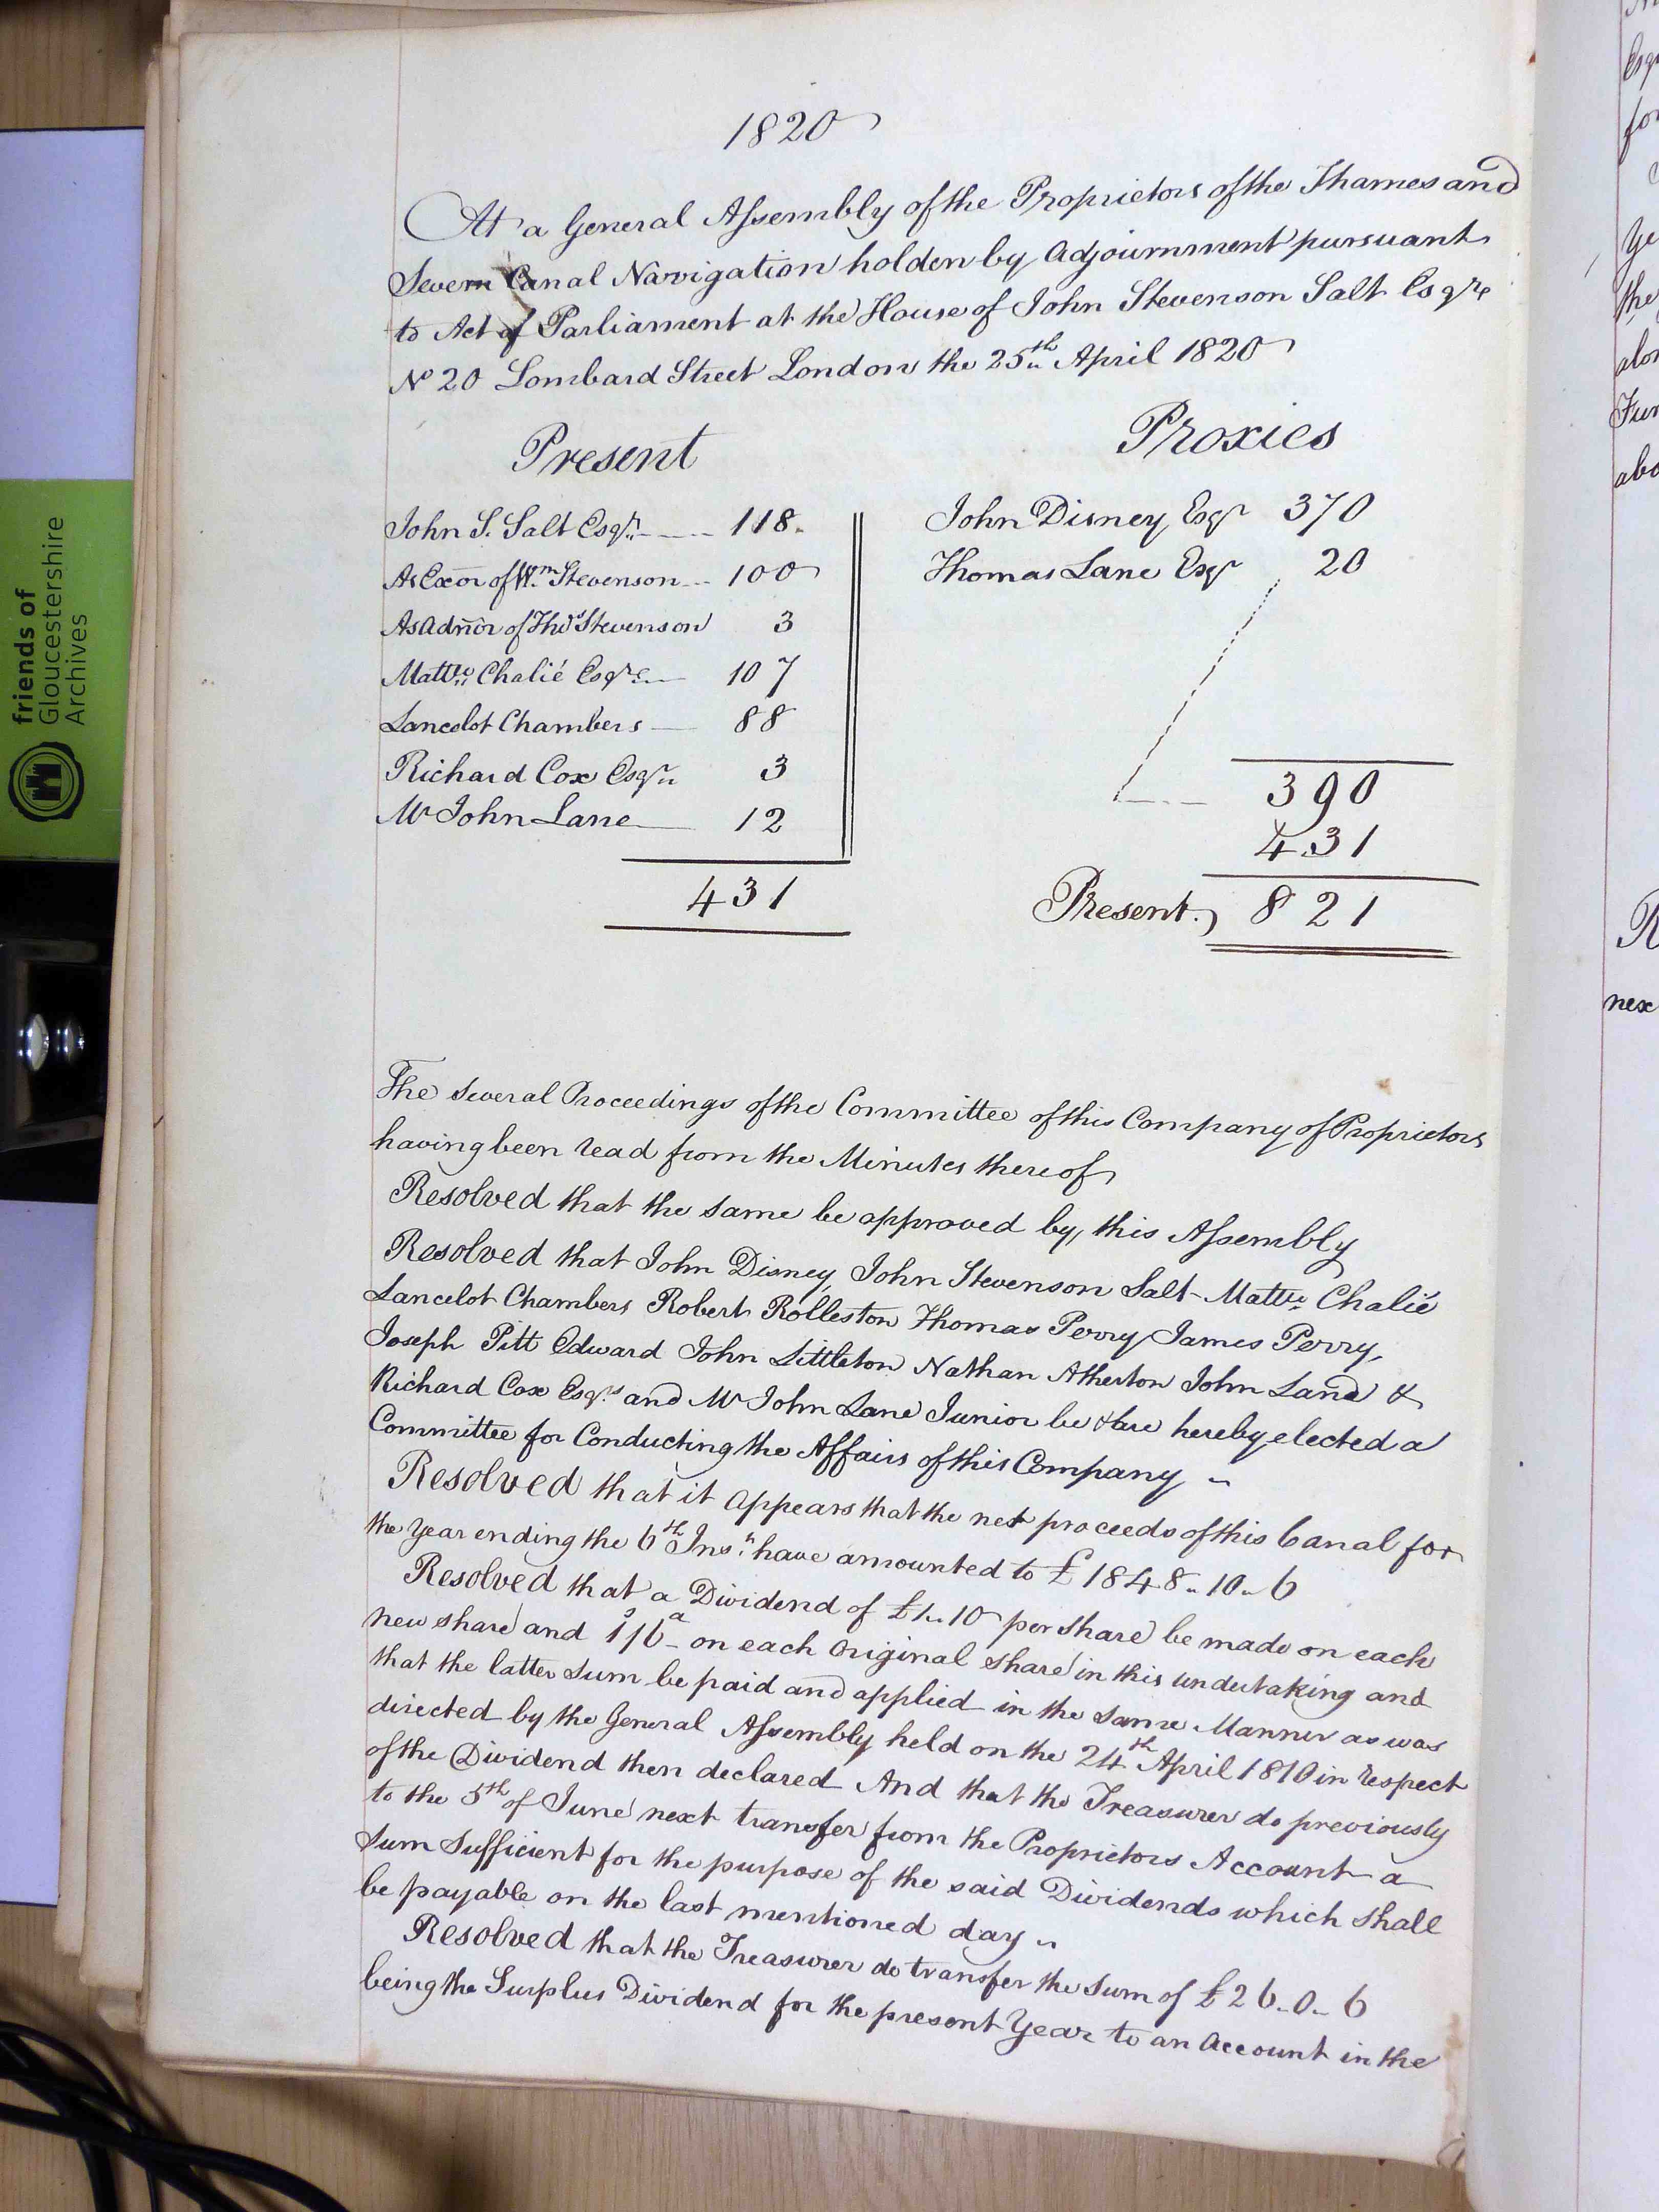 1820
At a General Assembly of the Proprietors of the Thames and
Severn Canal Navigation holden by Adjournment pursuant
to Act of Parliament at the House of John Stevenson Salt Esqre
No 20 Lombard Street London the 25th April 1820
Present
John S. Salt Esqr. 118.
As Exor of Wm Stevenson 100
As Admor of Thos Stevenson 3
Mattw Chalié Esqre 107
Lancelot Chambers 88
Richard Cox Esqr 3
Mr John Lane 12
431
Proxies
John Disney Esqr 370
Thomas Lane Esqr 20
390
431
Present. 821
The several Proceedings of the Committee of this Company of Proprietors
having been read from the Minutes thereof
Resolved that the same be approved by this Assembly
Resolved that John Disney, John Stevenson Salt Mattw Chalié
Lancelot Chambers Robert Rolleston Thomas Perry James Perry,
Joseph Pitt Edward John Littleton Nathan Atherton John Land &
Richard Cox Esqrs and Mr John Lane Junior be & are hereby elected a
Committee for Conducting the Affairs of this Company
Resolved that it appears that the net proceeds of this Canal for
the year ending the 6th Inst have amounted to £1848.10.6
Resolved that a Dividend of £1.10 per share be made on each
new share and 1s/6d on each original share in this undertaking and
that the latter sum be paid and applied in the same Manner as was
directed by the General Assembly held on the 24th April 1810 in respect
of the Dividend then declared And that the Treasurer do previously
to the 5th of June next transfer from the Proprietors Account a
Sum sufficient for the purpose of the said Dividends which shall
be payable on the last mentioned day
Resolved that the Treasurer do transfer the Sum of £26.0.6
being the Surplus Dividend for the present Year to an Account in the
friends of
Gloucestershire
Archives